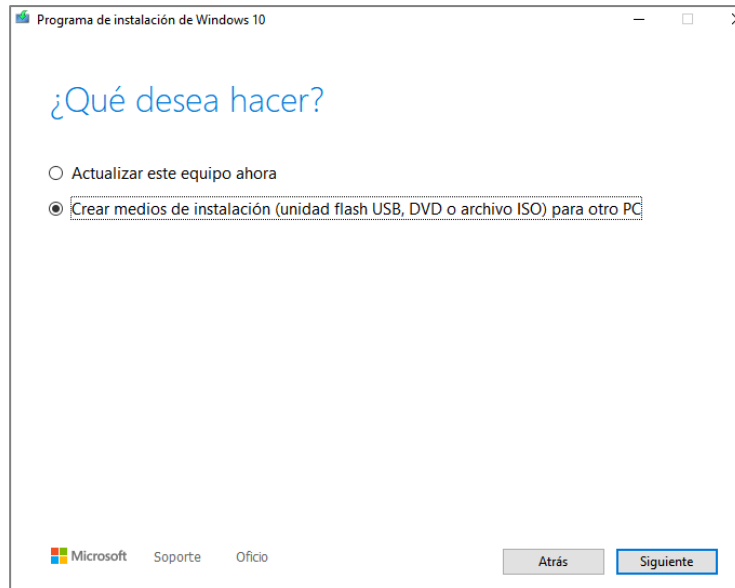 Programa de instalación de Windows 10
¿Qué desea hacer?
Actualizar este equipo ahora
Crear medios de instalación (unidad flash USB, DVD o archivo ISO) para otro PC
Microsoft Soporte Oficio Atrás Siguiente